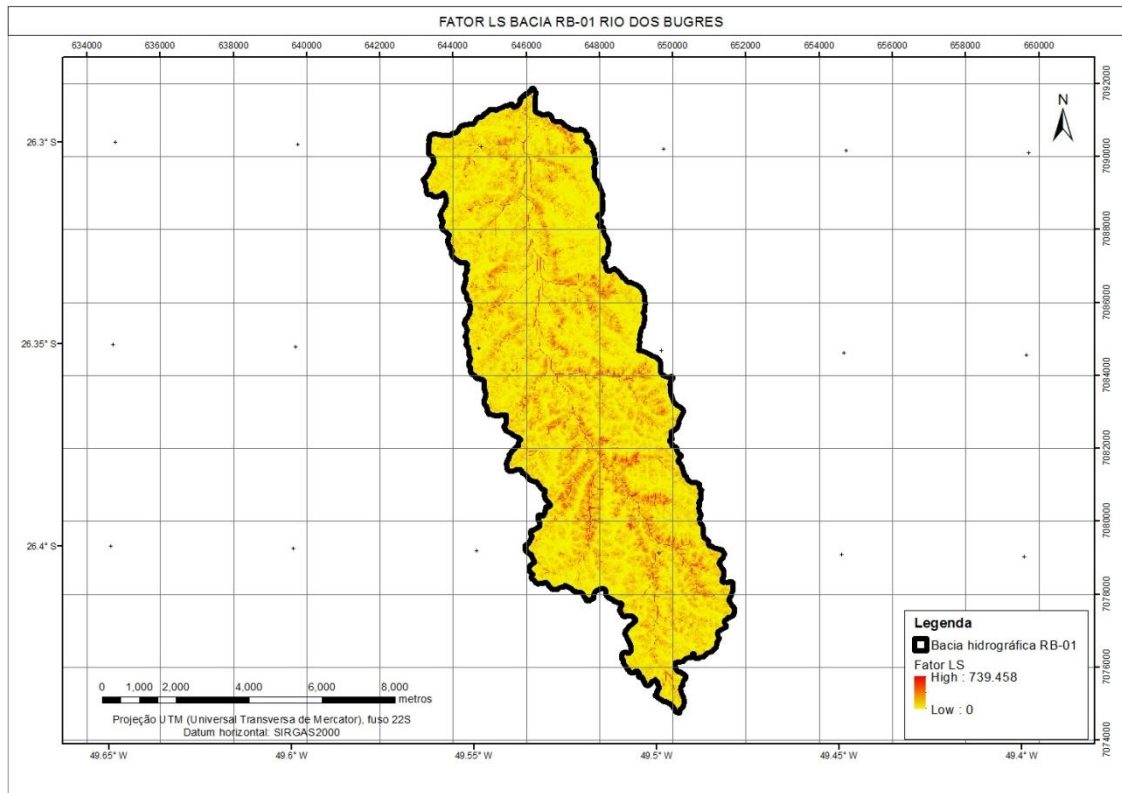 FATOR LS BACIA RB-01 RIO DOS BUGRES
634000 636000 638000 640000 642000 644000 646000 648000 650000 652000 654000 656000 658000 660000
7092000
N
26.3° S
7090000
7088000
7086000
26.35° S
7084000
7082000
7080000
26.4° S
7078000
Legenda
Bacia hidrográfica RB-01
Fator LS
High : 739.458
Low : 0
7076000
0 1,000 2,000 4,000 6,000 8,000
metros
Projeção UTM (Universal Transversa de Mercator), fuso 22S
Datum horizontal: SIRGAS2000
7074000
49.65° W 49.6° W 49.55° W 49.5° W 49.45° W 49.4° W